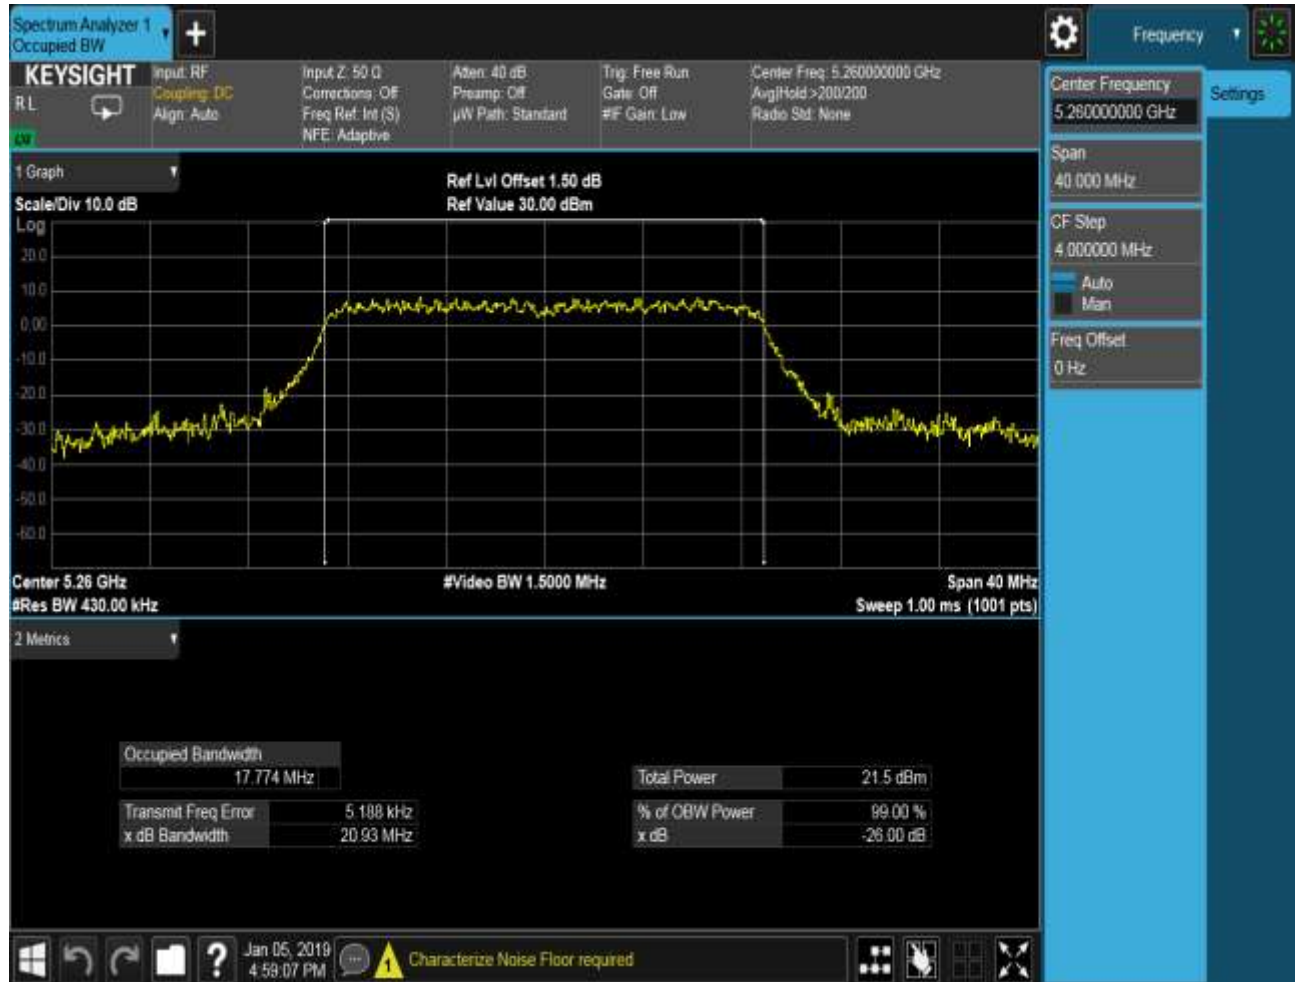 Spectrum Analyzer 1
Occupied BW
Frequency
KEYSIGHT
RL
Input: RF
Coupling: DC
Align: Auto
Input Z: 50 Ω
Corrections: Off
Freq Ref: Int (S)
NFE: Adaptive
Atten: 40 dB
Preamp: Off
µW Path: Standard
Trig: Free Run
Gate: Off
#IF Gain: Low
Center Freq: 5.260000000 GHz
Avg|Hold:>200/200
Radio Std: None
Center Frequency
5.260000000 GHz
Settings
Span
40.000 MHz
CF Step
4.000000 MHz
Auto
Man
Freq Offset
0 Hz
1 Graph
Scale/Div 10.0 dB
Ref Lvl Offset 1.50 dB
Ref Value 30.00 dBm
Log
20.0
10.0
0.00
-10.0
-20.0
-30.0
-40.0
-50.0
-60.0
Center 5.26 GHz
#Video BW 1.5000 MHz
Span 40 MHz
#Res BW 430.00 kHz
Sweep 1.00 ms (1001 pts)
2 Metrics
Occupied Bandwidth
17.774 MHz
Total Power 21.5 dBm
Transmit Freq Error 5.188 kHz
% of OBW Power 99.00 %
x dB Bandwidth 20.93 MHz
x dB -26.00 dB
Jan 05, 2019
4:59:07 PM
1
Characterize Noise Floor required